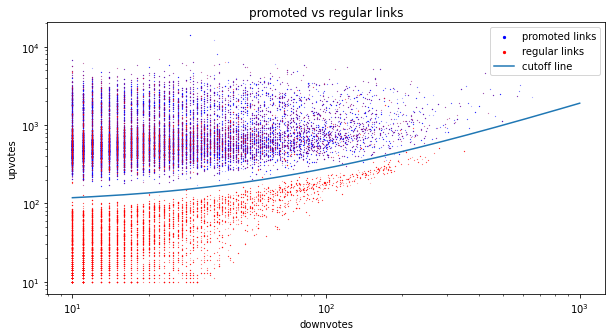 promoted vs regular links
promoted links
regular links
cutoff line
upvotes
10⁴
10³
10²
10¹
10¹
10²
10³
downvotes